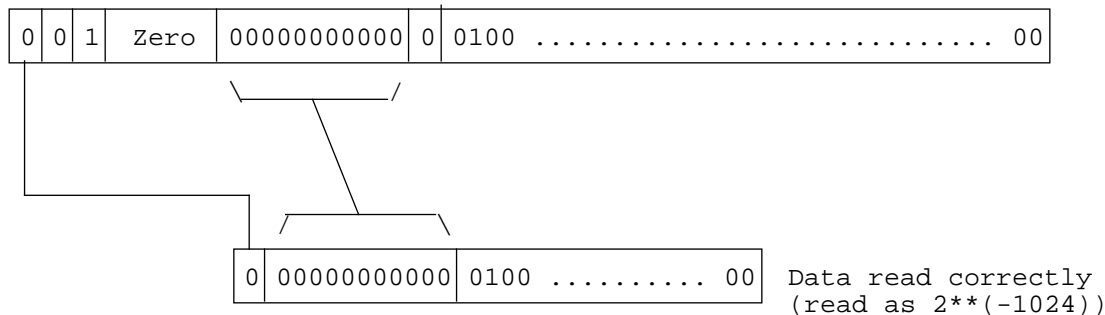 0 0 1 Zero 00000000000 0 0100 .............................. 00
0 00000000000 0100 .......... 00 Data read correctly
(read as 2**(-1024))